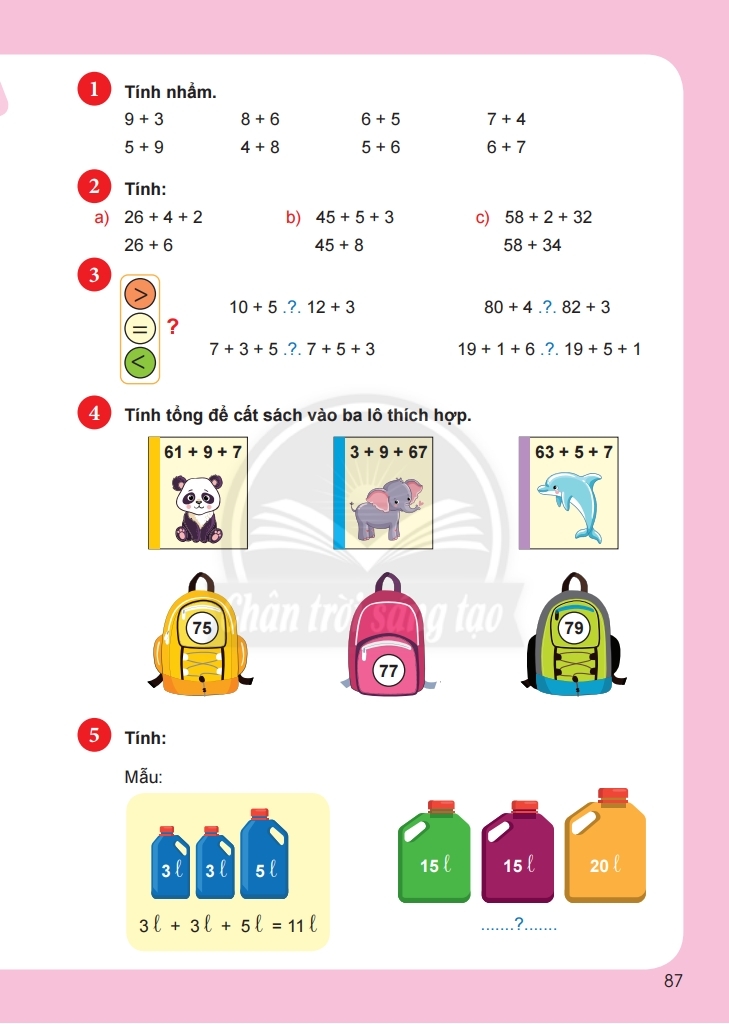 1 Tính nhẩm.
9 + 3 8 + 6 6 + 5 7 + 4
5 + 9 4 + 8 5 + 6 6 + 7
2 Tính:
a) 26 + 4 + 2 b) 45 + 5 + 3 c) 58 + 2 + 32
26 + 6 45 + 8 58 + 34
3
>
= ?
<
10 + 5 .?. 12 + 3 80 + 4 .?. 82 + 3
7 + 3 + 5 .?. 7 + 5 + 3 19 + 1 + 6 .?. 19 + 5 + 1
4 Tính tổng để cất sách vào ba lô thích hợp.
61 + 9 + 7 3 + 9 + 67 63 + 5 + 7
Chân trời sáng tạo
75 77 79
5 Tính:
Mẫu:
3 ℓ 3 ℓ 5 ℓ 15 ℓ 15 ℓ 20 ℓ
3 ℓ + 3 ℓ + 5 ℓ = 11 ℓ .......?.......
87